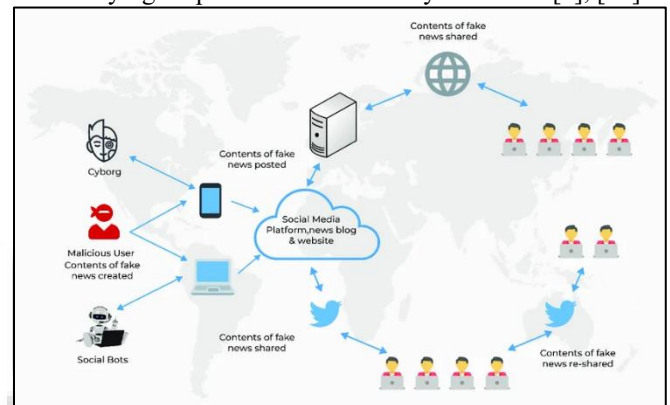 Contents of fake
news shared
Contents of fake
news posted
Cyborg
Social Media
Platform,news blog
& website
Malicious User
Contents of fake
news created
Contents of fake
news shared
Social Bots
Contents of fake
news re-shared